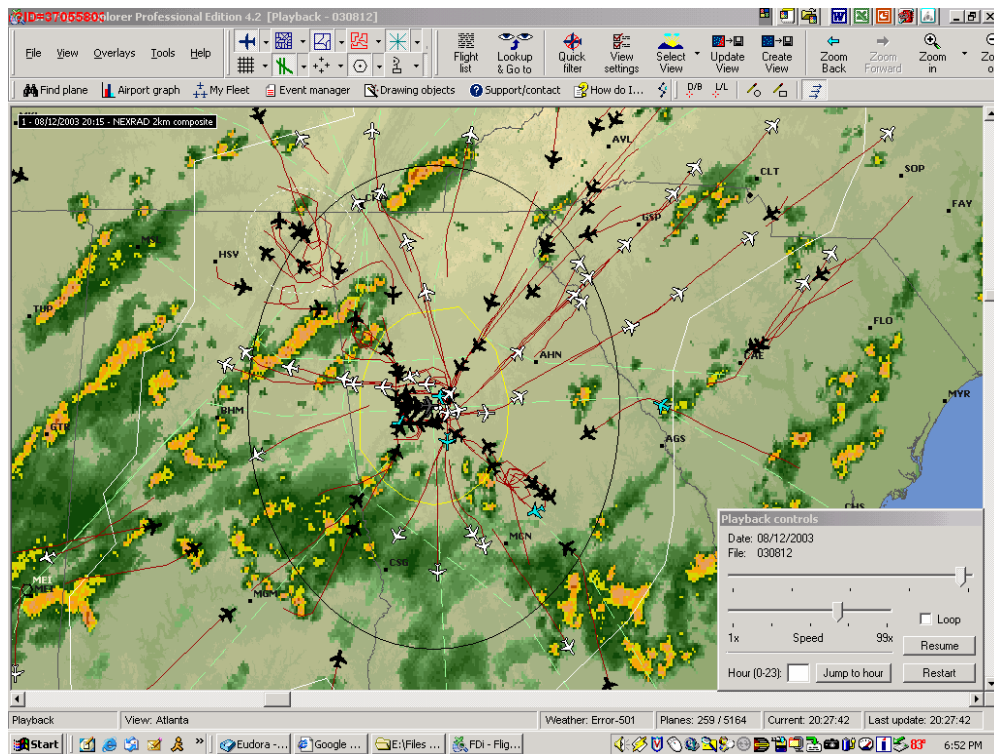 ?ID=37055803 xplorer Professional Edition 4.2 [Playback - 030812]
File View Overlays Tools Help
Flight list
Lookup & Go to
Quick filter
View settings
Select View
Update View
Create View
Zoom Back
Zoom Forward
Zoom in
Zo o
Find plane Airport graph My Fleet Event manager Drawing objects Support/contact How do I... D/B L/L
1 - 08/12/2003 20:15 - NEXRAD 2km composite
AVL
CLT
SOP
FAY
GSP
HSV
TUP
FLO
AHN
CAE
MYR
BHM
GTR
AGS
CHS
MCN
CSG
MEI
MGM
Playback controls
Date: 08/12/2003
File: 030812
Loop
1x Speed 99x
Resume
Hour (0-23): Jump to hour Restart
Playback View: Atlanta Weather: Error-501 Planes: 259 / 5164 Current: 20:27:42 Last update: 20:27:42
Start » Eudora -... Google ... E:\Files ... FDi - Flig... 83° 6:52 PM